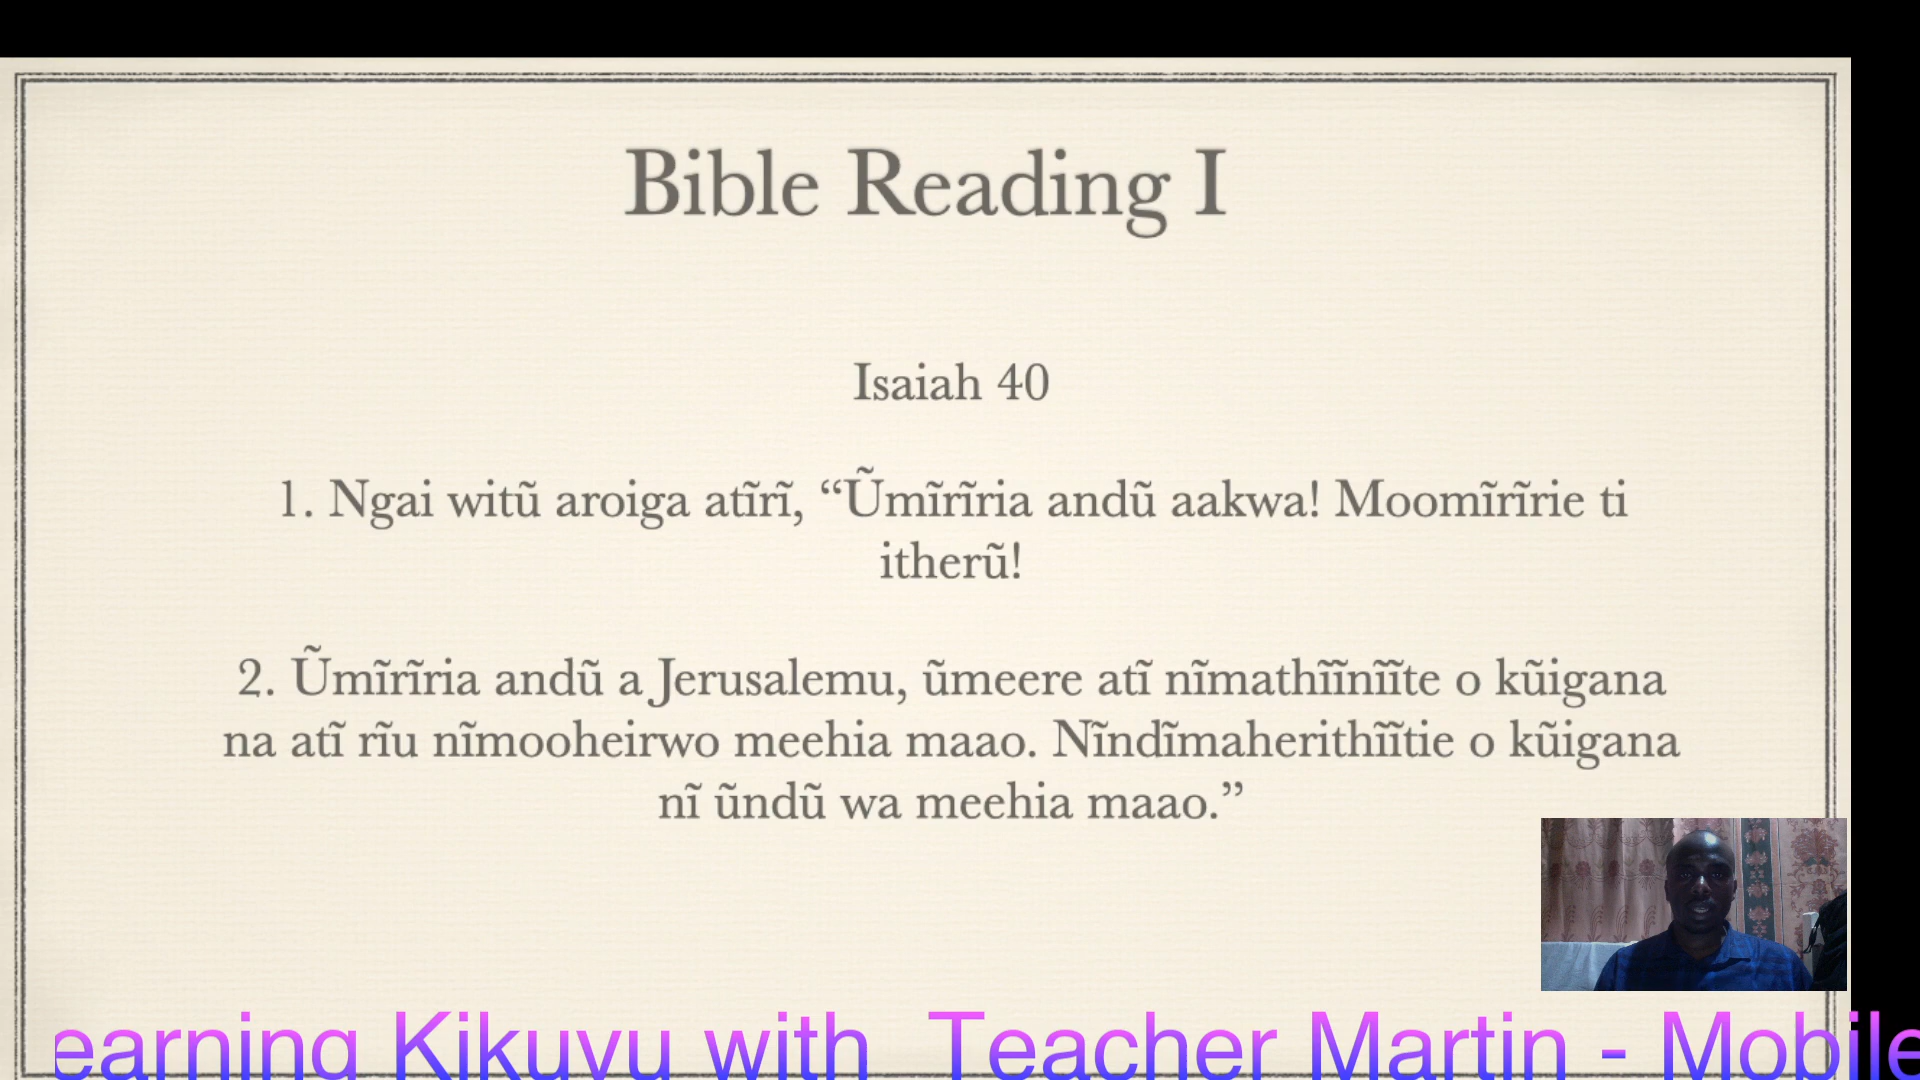 Bible Reading I
Isaiah 40
1. Ngai witũ aroiga atĩrĩ, “Ũmĩrĩria andũ aakwa! Moomĩrĩrie ti
itherũ!
2. Ũmĩrĩria andũ a Jerusalemu, ũmeere atĩ nĩmathĩĩnĩĩte o kũigana
na atĩ rĩu nĩmooheirwo meehia maao. Nĩndĩmaherithĩĩtie o kũigana
nĩ ũndũ wa meehia maao.”
earning Kikuyu with Teacher Martin - Mobile